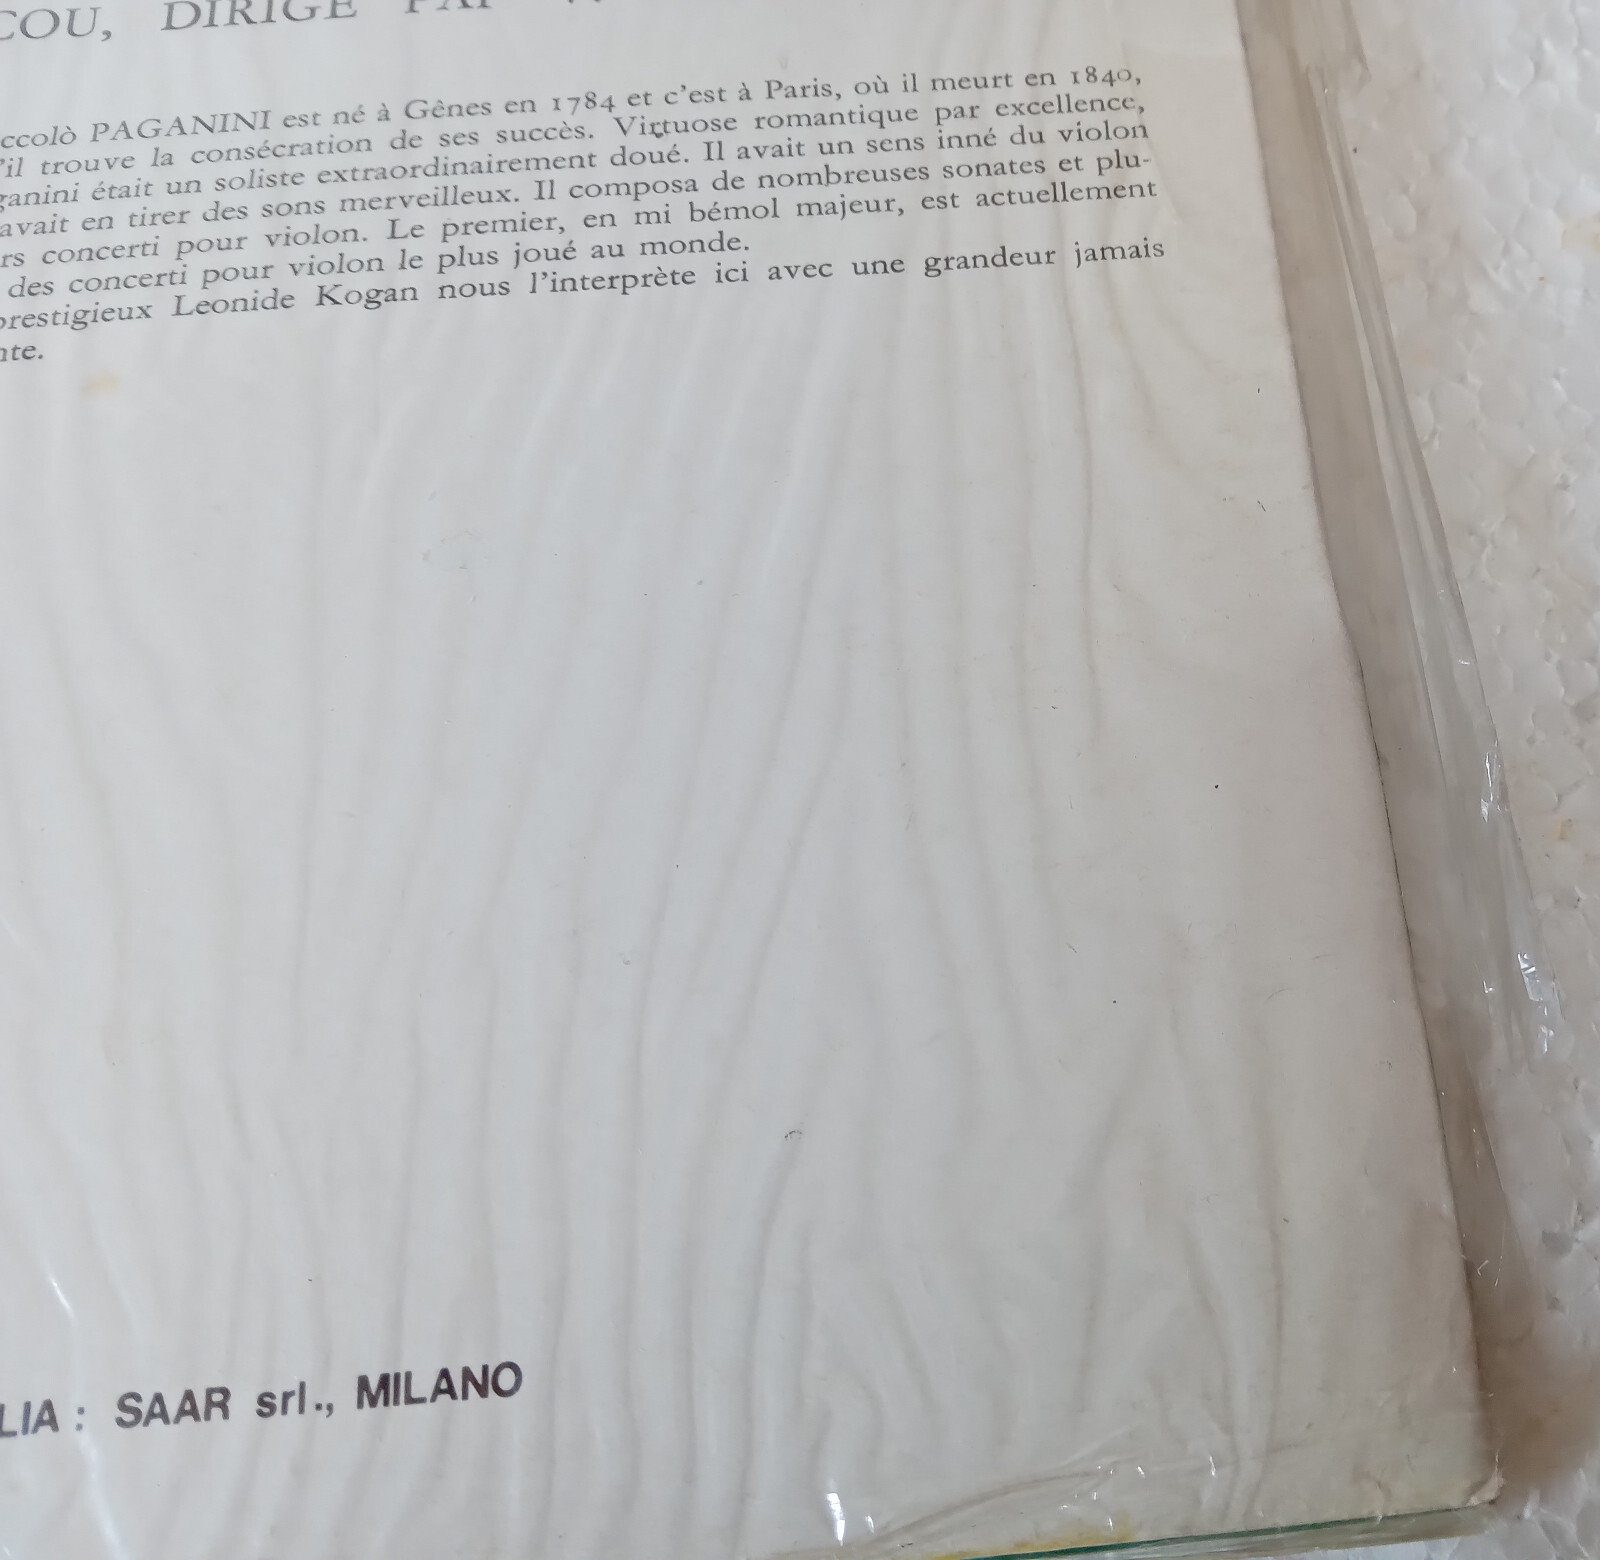 COU, DIRIGÉ PAR
ccolò PAGANINI est né à Gênes en 1784 et c'est à Paris, où il meurt en 1840,
'il trouve la consécration de ses succès. Virtuose romantique par excellence,
ganini était un soliste extraordinairement doué. Il avait un sens inné du violon
avait en tirer des sons merveilleux. Il composa de nombreuses sonates et plu-
rs concerti pour violon. Le premier, en mi bémol majeur, est actuellement
des concerti pour violon le plus joué au monde.
prestigieux Leonide Kogan nous l'interprète ici avec une grandeur jamais
nte.
LIA : SAAR srl., MILANO